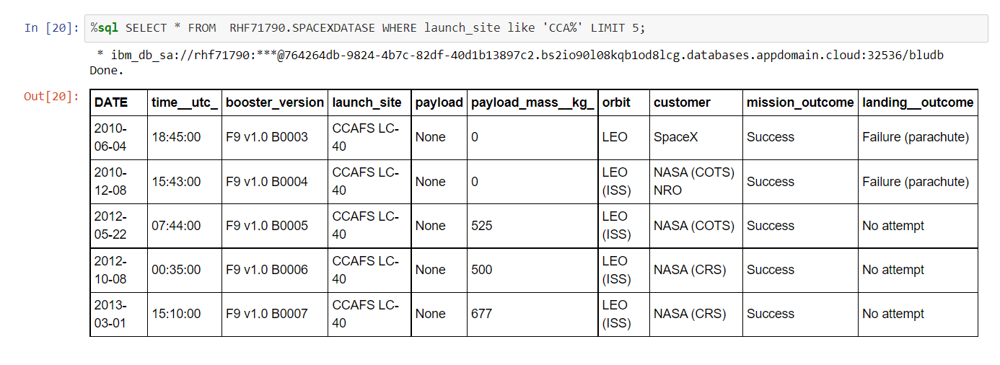 In [20]: %sql SELECT * FROM  RHF71790.SPACEXDATASE WHERE launch_site like 'CCA%' LIMIT 5;
* ibm_db_sa://rhf71790:***@764264db-9824-4b7c-82df-40d1b13897c2.bs2io90l08kqb1od8lcg.databases.appdomain.cloud:32536/bludb
Done.
Out[20]:
DATE time__utc_ booster_version launch_site payload payload_mass__kg_ orbit customer mission_outcome landing__outcome
2010-06-04 18:45:00 F9 v1.0 B0003 CCAFS LC-40 None 0 LEO SpaceX Success Failure (parachute)
2010-12-08 15:43:00 F9 v1.0 B0004 CCAFS LC-40 None 0 LEO (ISS) NASA (COTS) NRO Success Failure (parachute)
2012-05-22 07:44:00 F9 v1.0 B0005 CCAFS LC-40 None 525 LEO (ISS) NASA (COTS) Success No attempt
2012-10-08 00:35:00 F9 v1.0 B0006 CCAFS LC-40 None 500 LEO (ISS) NASA (CRS) Success No attempt
2013-03-01 15:10:00 F9 v1.0 B0007 CCAFS LC-40 None 677 LEO (ISS) NASA (CRS) Success No attempt